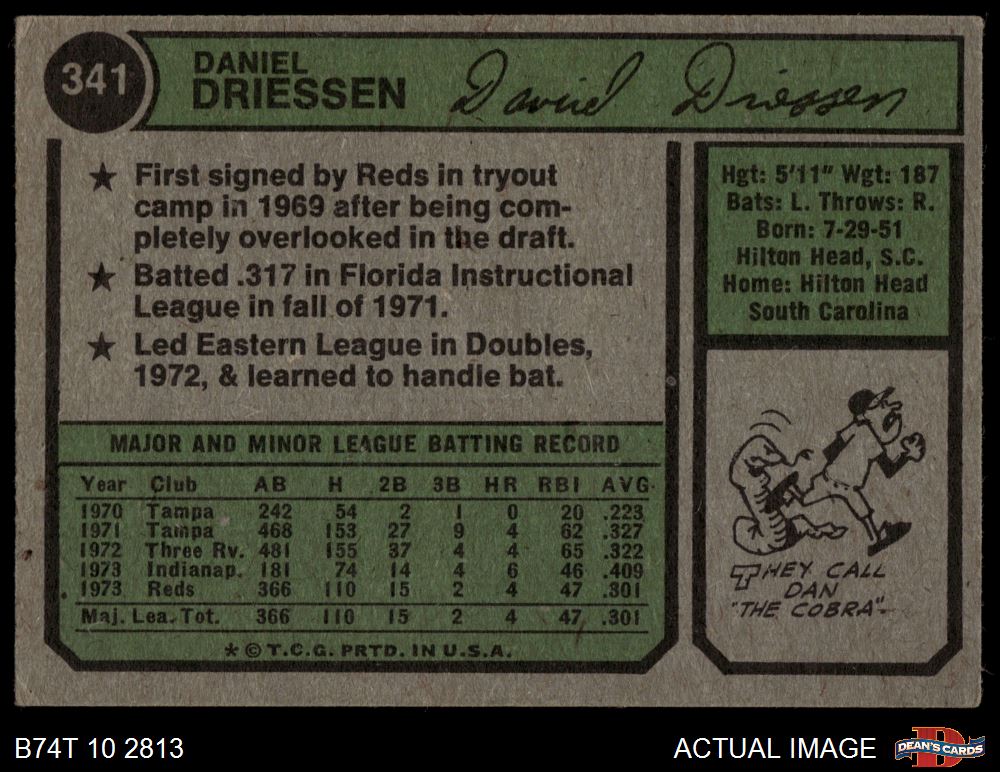 341
DANIEL
DRIESSEN
David Driessen
★ First signed by Reds in tryout
camp in 1969 after being com-
pletely overlooked in the draft.
★ Batted .317 in Florida Instructional
League in fall of 1971.
★ Led Eastern League in Doubles,
1972, & learned to handle bat.
Hgt: 5'11" Wgt: 187
Bats: L. Throws: R.
Born: 7-29-51
Hilton Head, S.C.
Home: Hilton Head
South Carolina
MAJOR AND MINOR LEAGUE BATTING RECORD
Year Club AB H 2B 3B HR RBI AVG.
1970 Tampa 242 54 2 1 0 20 .223
1971 Tampa 468 153 27 9 4 62 .327
1972 Three Rv. 481 155 37 4 4 65 .322
1973 Indianap. 181 74 14 4 6 46 .409
1973 Reds 366 110 15 2 4 47 .301
Maj. Lea. Tot. 366 110 15 2 4 47 .301
★ © T.C.G. PRTD. IN U.S.A.
THEY CALL
DAN
"THE COBRA".
B74T 10 2813
ACTUAL IMAGE
D
DEAN'S CARDS